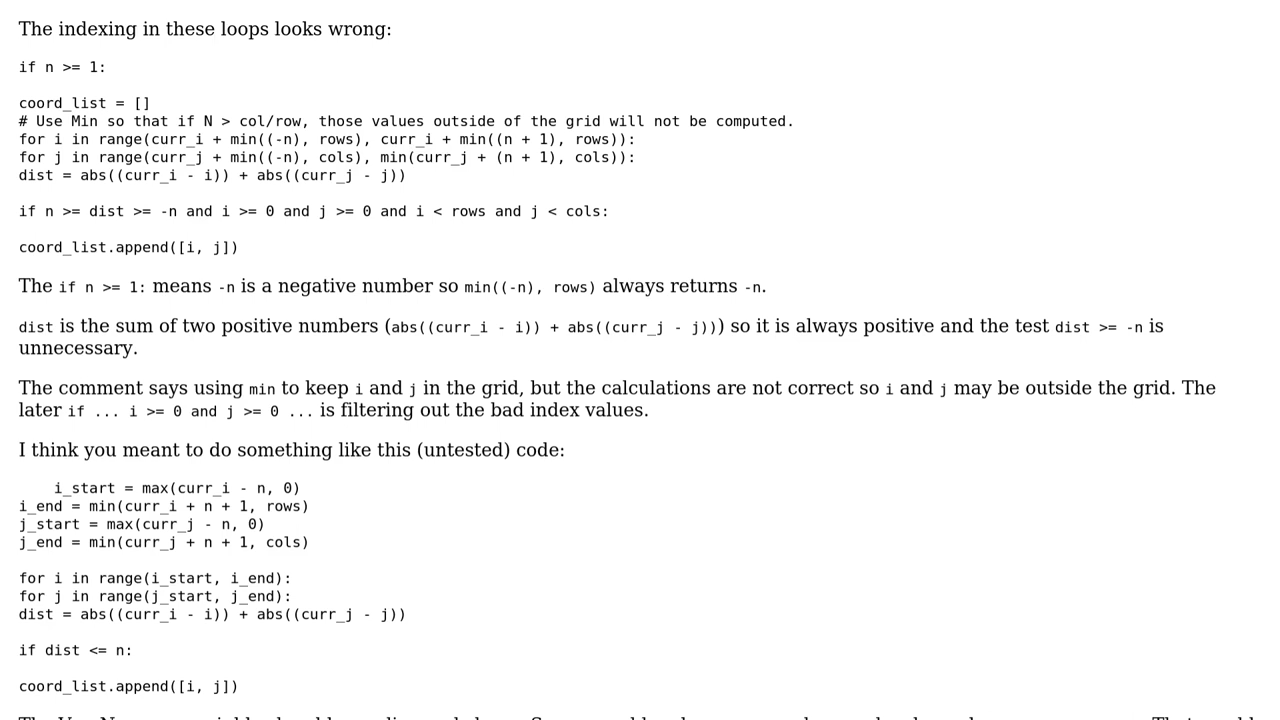 The indexing in these loops looks wrong:
if n >= 1:
coord_list = []
# Use Min so that if N > col/row, those values outside of the grid will not be computed.
for i in range(curr_i + min((-n), rows), curr_i + min((n + 1), rows)):
for j in range(curr_j + min((-n), cols), min(curr_j + (n + 1), cols)):
dist = abs((curr_i - i)) + abs((curr_j - j))
if n >= dist >= -n and i >= 0 and j >= 0 and i < rows and j < cols:
coord_list.append([i, j])
The if n >= 1: means -n is a negative number so min((-n), rows) always returns -n.
dist is the sum of two positive numbers (abs((curr_i - i)) + abs((curr_j - j))) so it is always positive and the test dist >= -n is
unnecessary.
The comment says using min to keep i and j in the grid, but the calculations are not correct so i and j may be outside the grid. The
later if ... i >= 0 and j >= 0 ... is filtering out the bad index values.
I think you meant to do something like this (untested) code:
    i_start = max(curr_i - n, 0)
i_end = min(curr_i + n + 1, rows)
j_start = max(curr_j - n, 0)
j_end = min(curr_j + n + 1, cols)
for i in range(i_start, i_end):
for j in range(j_start, j_end):
dist = abs((curr_i - i)) + abs((curr_j - j))
if dist <= n:
coord_list.append([i, j])